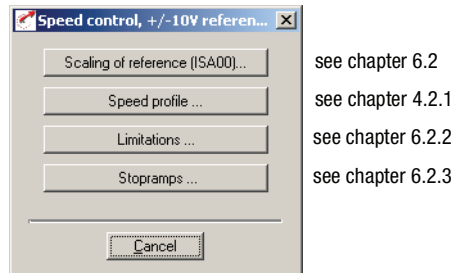 Speed control, +/-10V referen...
Scaling of reference (ISA00)... see chapter 6.2
Speed profile ... see chapter 4.2.1
Limitations ... see chapter 6.2.2
Stopramps ... see chapter 6.2.3
Cancel